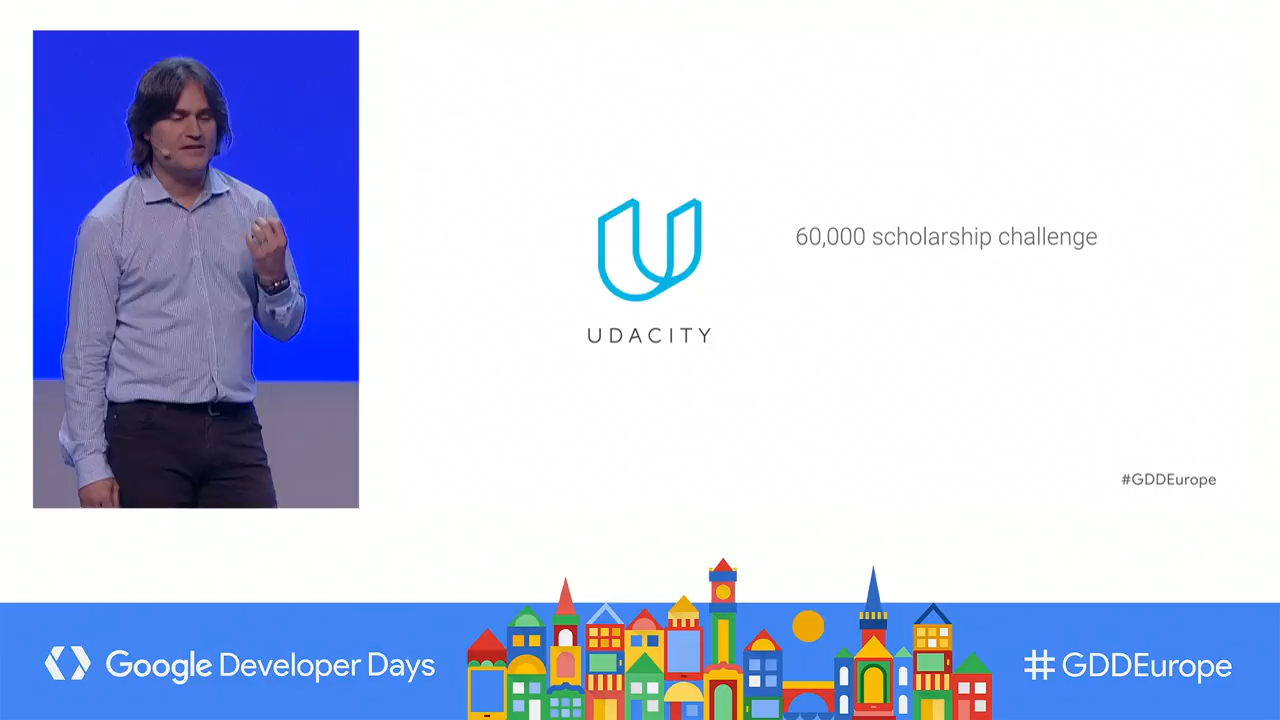 UDACITY
60,000 scholarship challenge
#GDDEurope
Google Developer Days
#GDDEurope